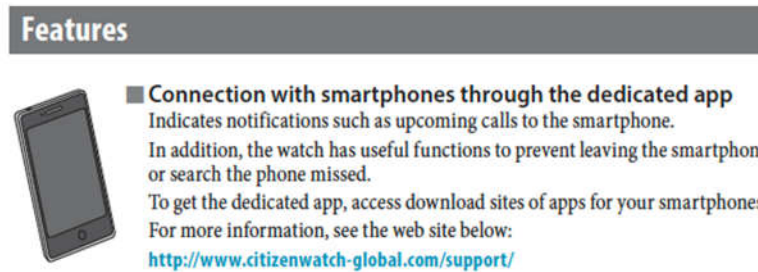 Features
Connection with smartphones through the dedicated app
Indicates notifications such as upcoming calls to the smartphone.
In addition, the watch has useful functions to prevent leaving the smartphon
or search the phone missed.
To get the dedicated app, access download sites of apps for your smartphone
For more information, see the web site below:
http://www.citizenwatch-global.com/support/